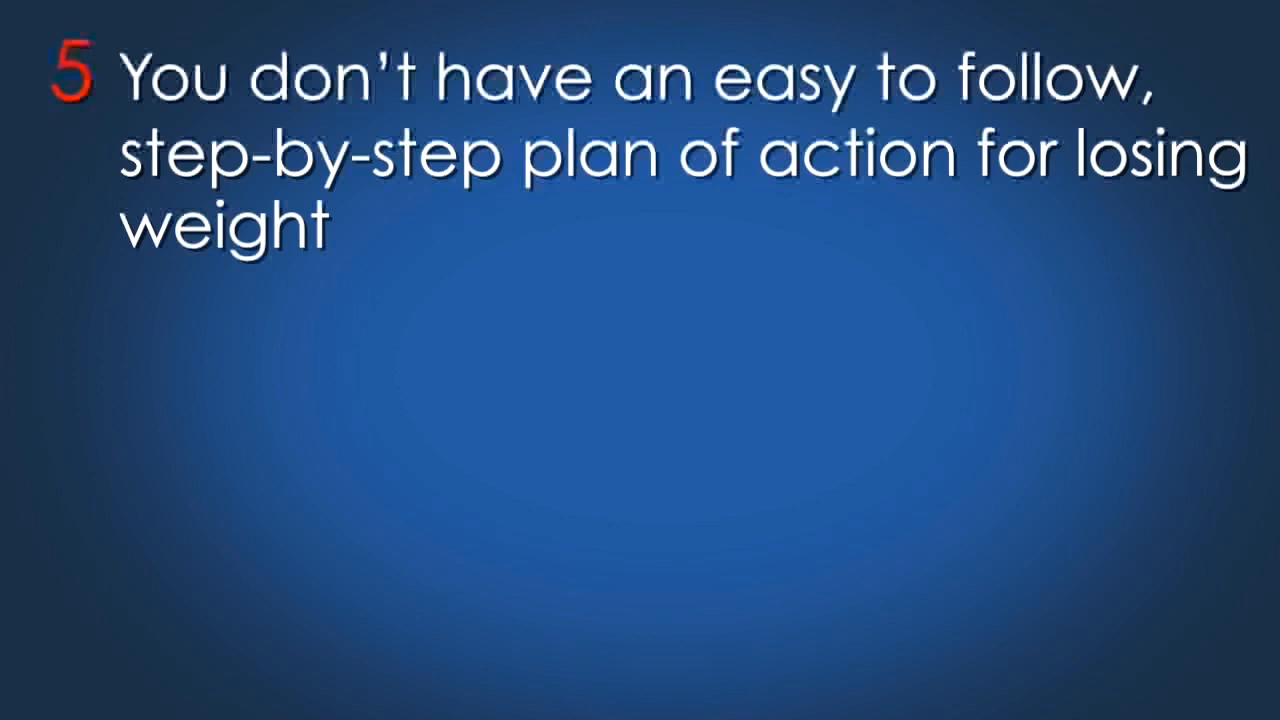 5 You don't have an easy to follow,
step-by-step plan of action for losing
weight